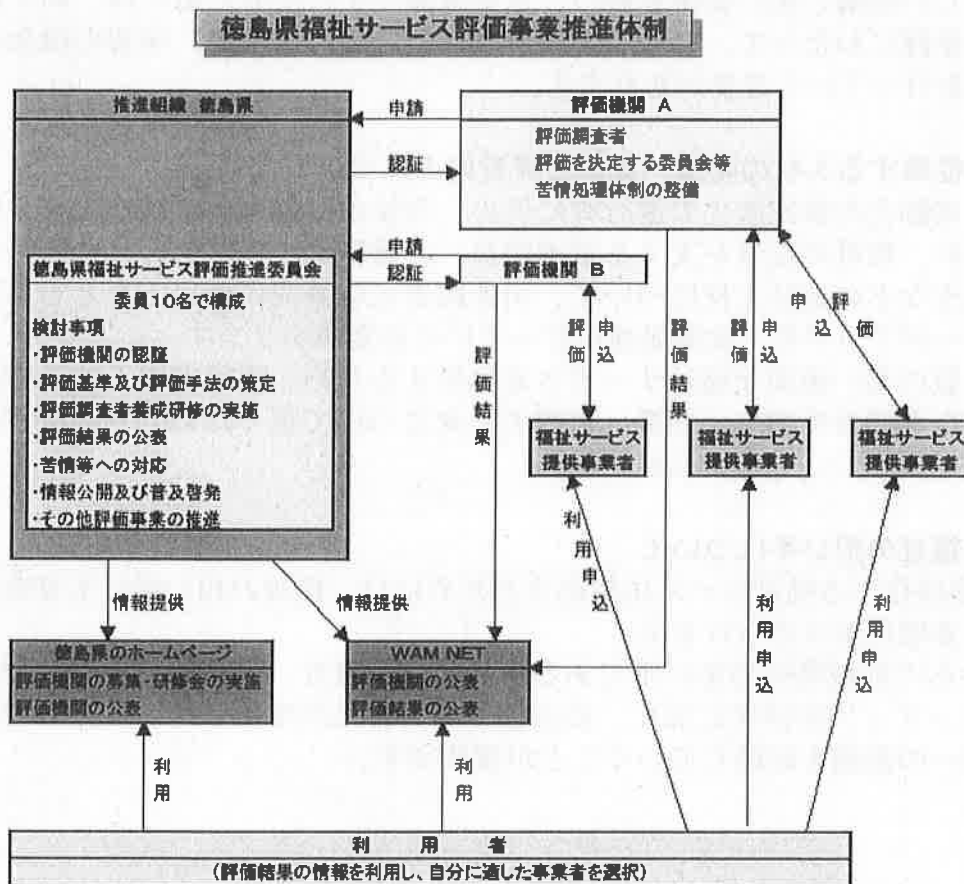 徳島県福祉サービス評価事業推進体制
推進組織 徳島県
申請
認証
評価機関 A
評価調査者
評価を決定する委員会等
苦情処理体制の整備
申請
認証
徳島県福祉サービス評価推進委員会
委員10名で構成
検討事項
・評価機関の認証
・評価基準及び評価手法の策定
・評価調査者養成研修の実施
・評価結果の公表
・苦情等への対応
・情報公開及び普及啓発
・その他評価事業の推進
評価機関 B
評価結果
評価
申込
評価結果
評価
申込
申込
評価
福祉サービス
提供事業者
福祉サービス
提供事業者
福祉サービス
提供事業者
利用申込
利用申込
利用申込
情報提供
情報提供
徳島県のホームページ
評価機関の募集・研修会の実施
評価機関の公表
WAM NET
評価機関の公表
評価結果の公表
利用
利用
利用者
(評価結果の情報を利用し、自分に適した事業者を選択)